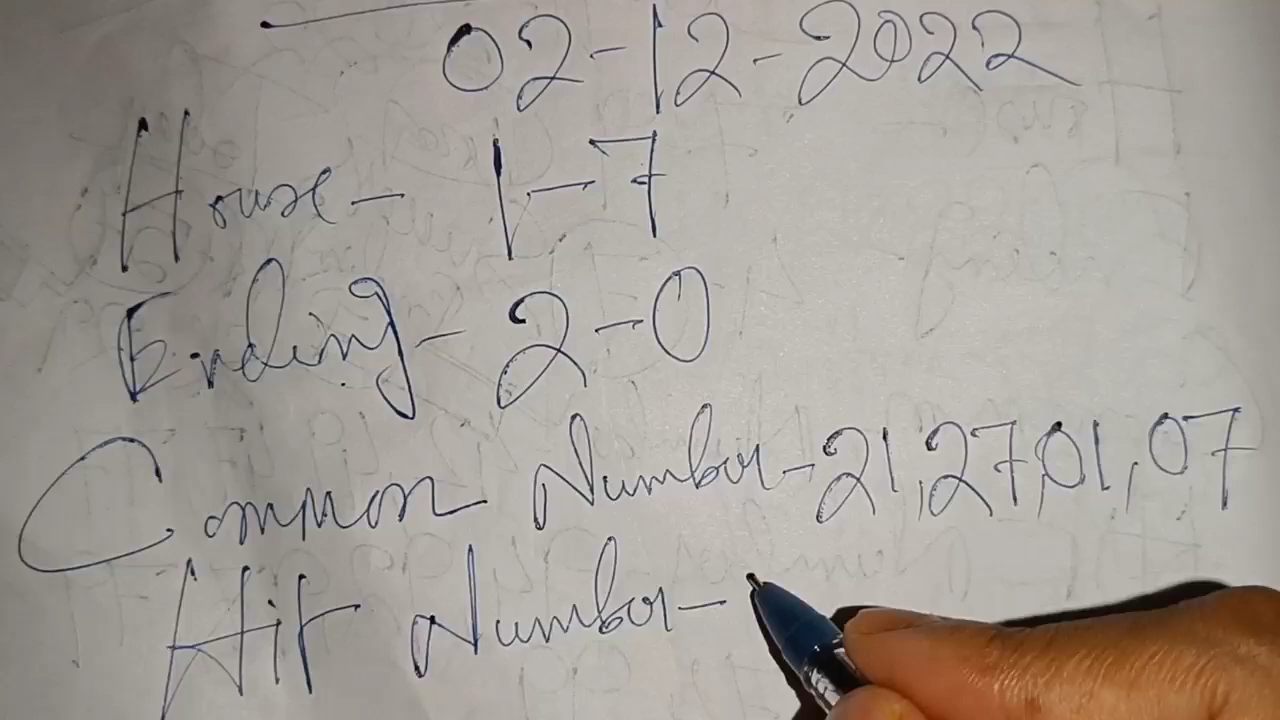 02-12-2022
House- 1-7
Ending- 2-0
Common Number-21,27,01,07
Hit Number-